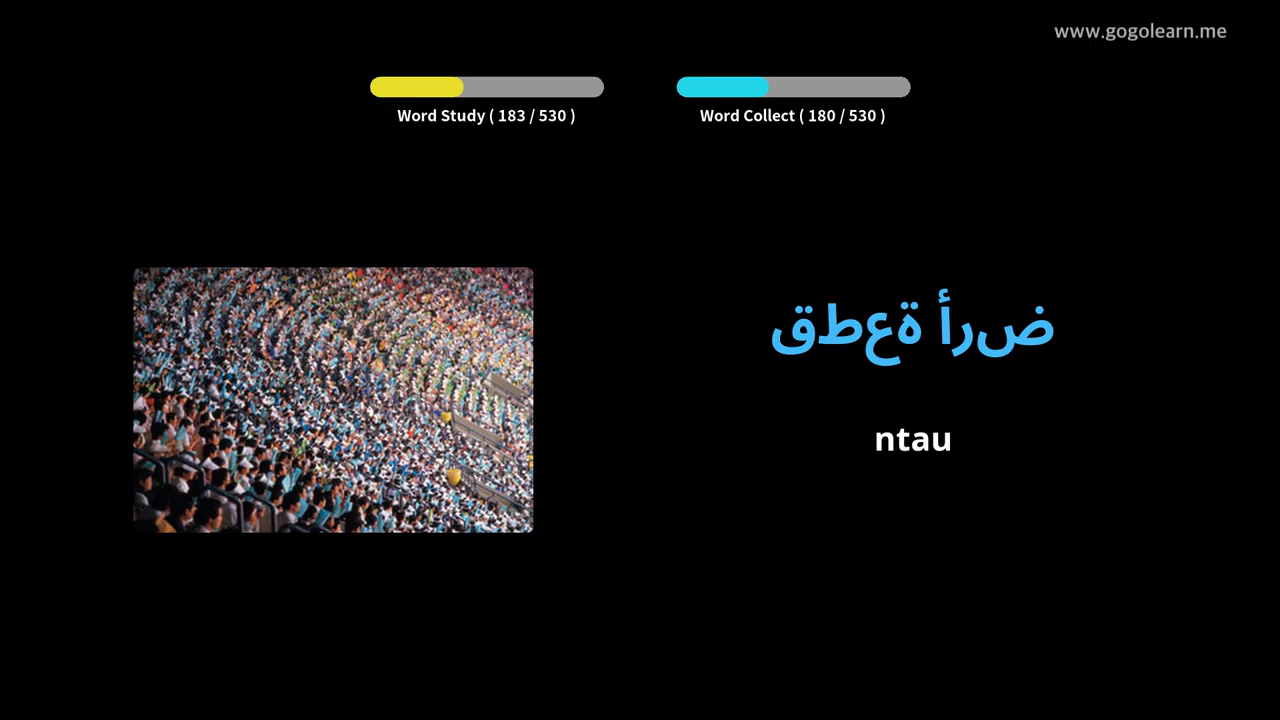 www.gogolearn.me
Word Study ( 183 / 530 )
Word Collect ( 180 / 530 )
قطعة أرض
ntau